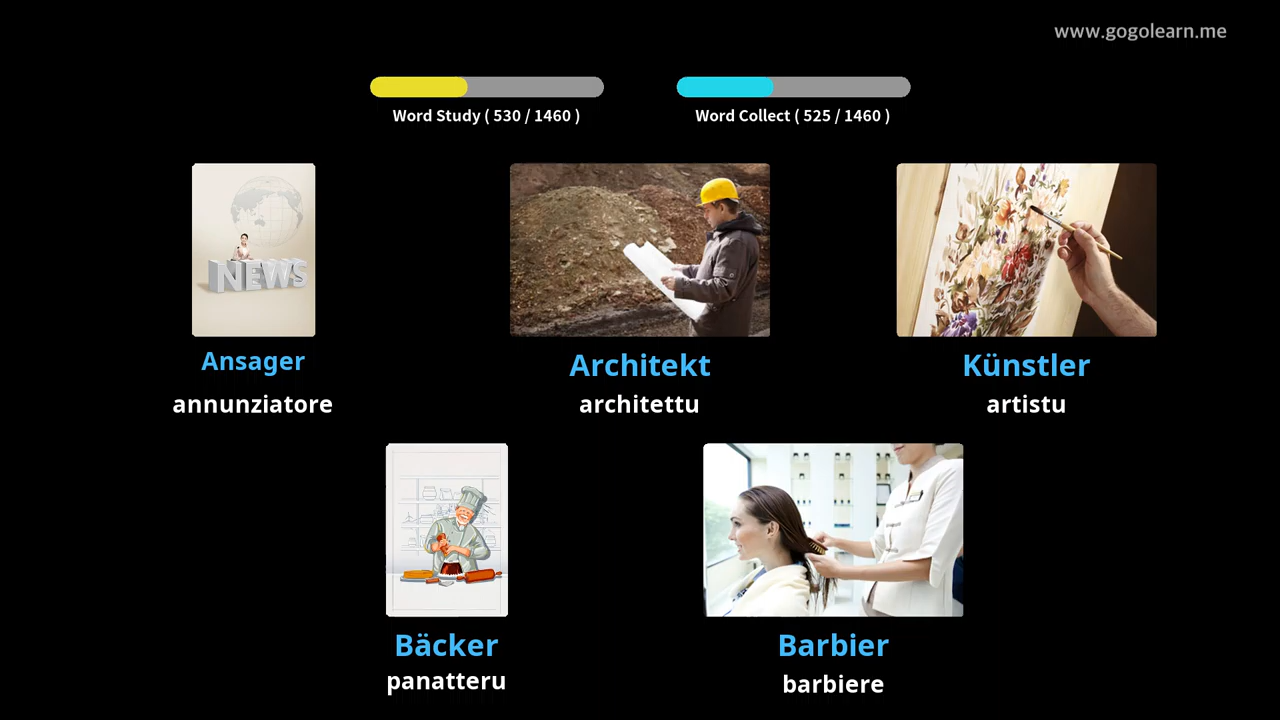 www.gogolearn.me
Word Study ( 530 / 1460 )
Word Collect ( 525 / 1460 )
NEWS
Ansager
annunziatore
Architekt
architettu
Künstler
artistu
Bäcker
panatteru
Barbier
barbiere